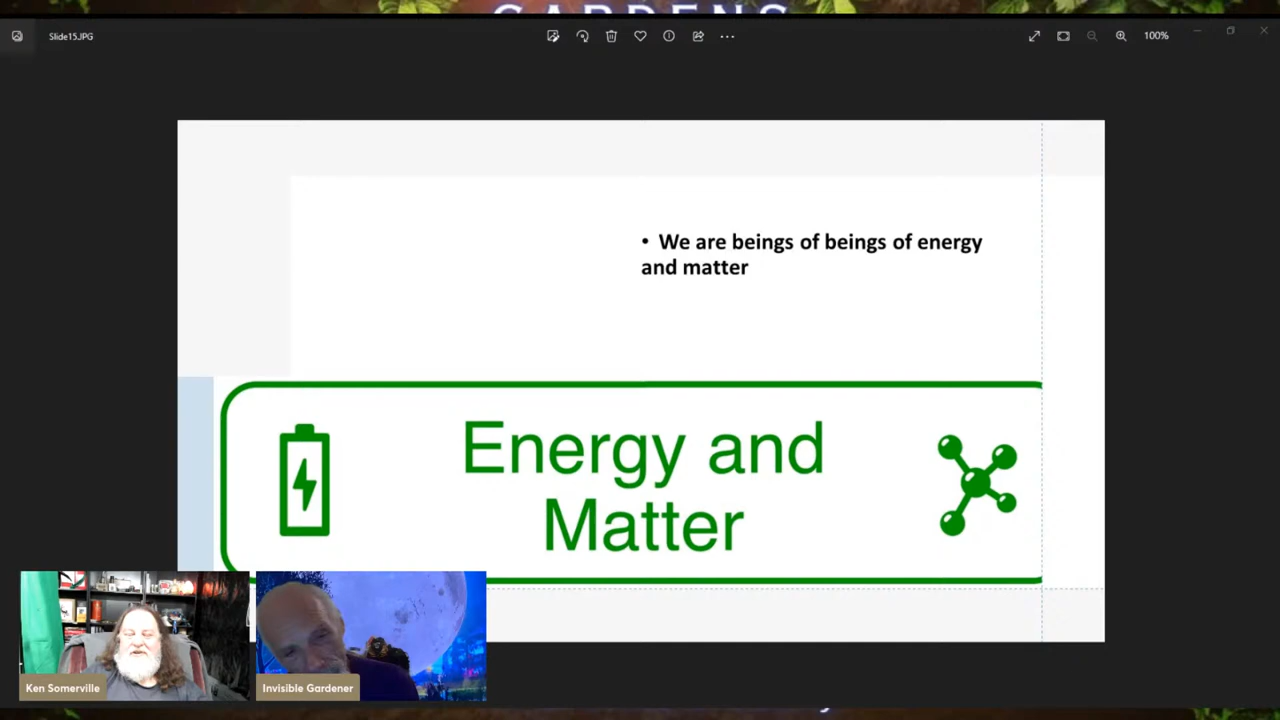 GARDENS
Slide15.JPG
100%
• We are beings of beings of energy
and matter
Energy and
Matter
Ken Somerville
Invisible Gardener